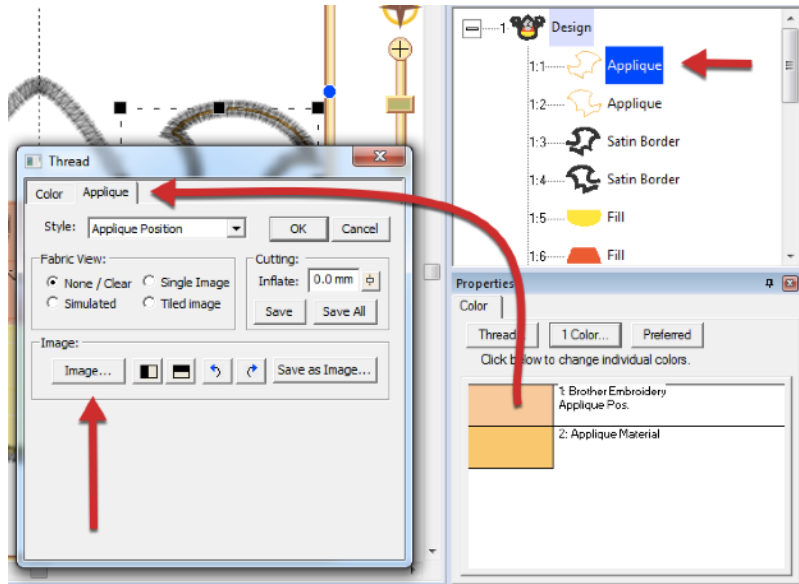 1 Design
1:1 Applique
1:2 Applique
1:3 Satin Border
1:4 Satin Border
1:5 Fill
1:6 Fill
Thread
Color Applique
Style: Applique Position OK Cancel
Fabric View: Cutting:
None / Clear Single Image Inflate: 0.0 mm
Simulated Tiled image Save Save All
Image:
Image... Save as Image...
Properties
Color
Thread... 1 Color... Preferred
Click below to change individual colors.
1: Brother Embroidery
Applique Pos.
2: Applique Material